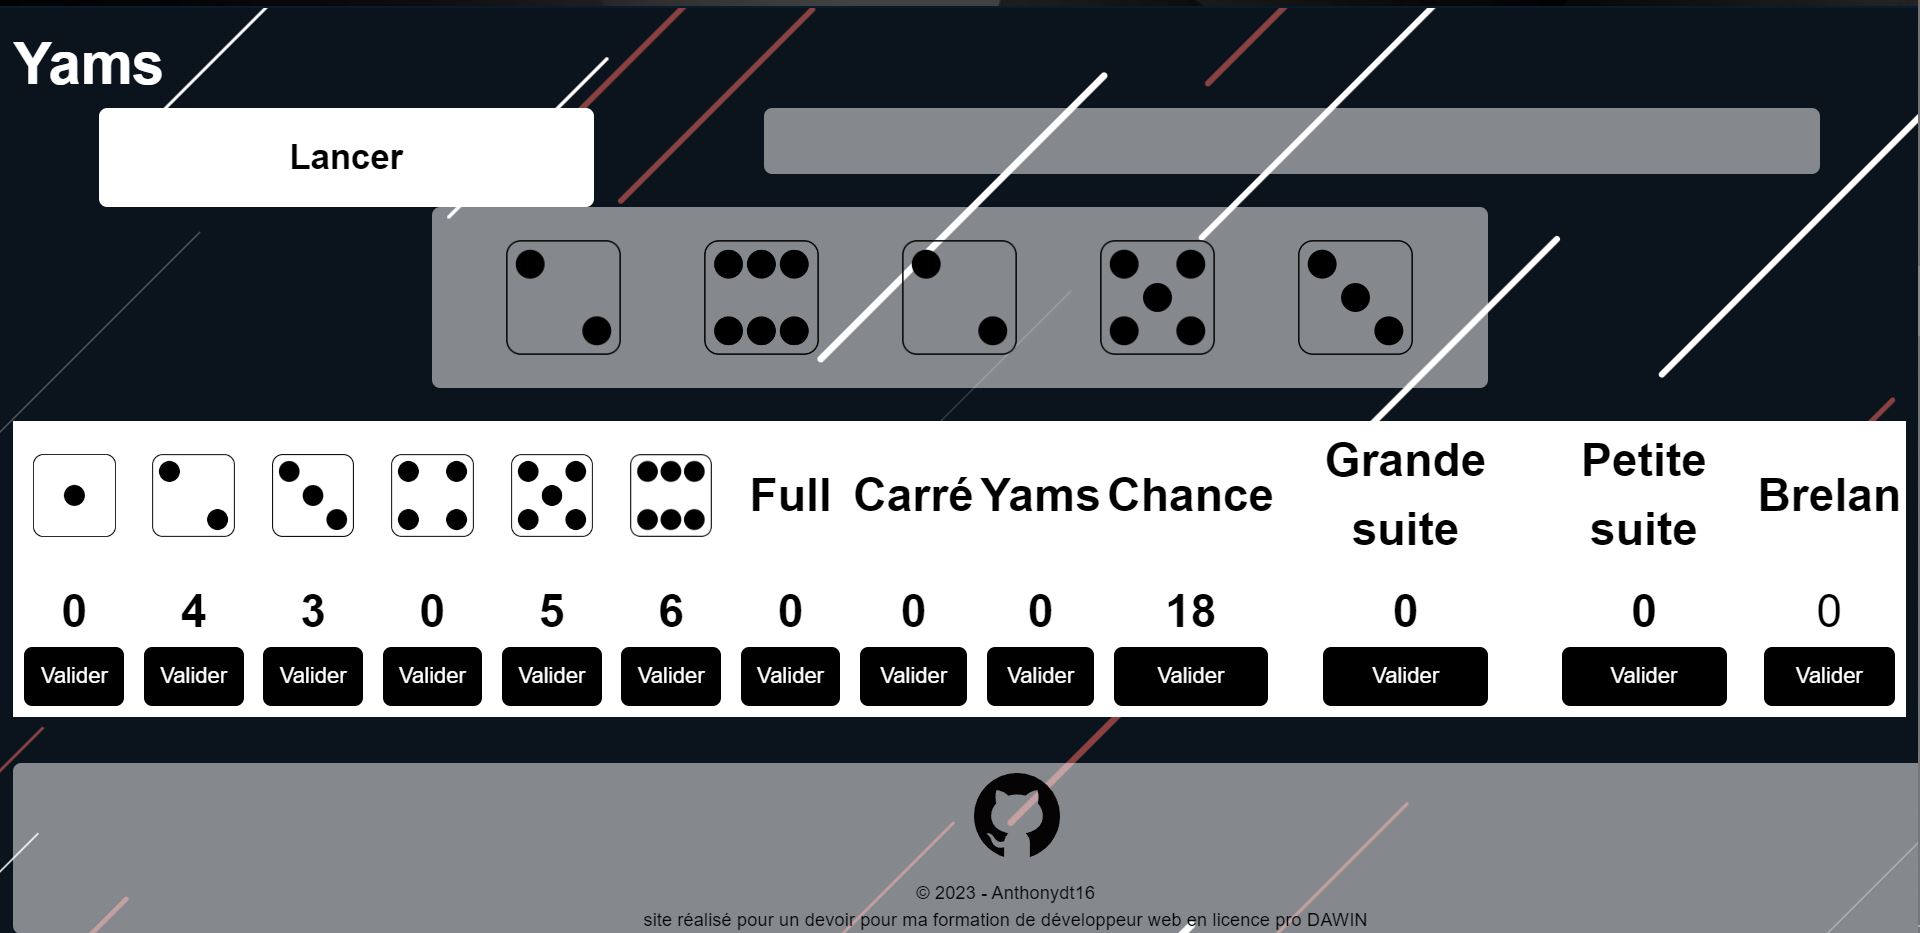 Yams
Lancer
Full Carré Yams Chance Grande suite Petite suite Brelan
0 4 3 0 5 6 0 0 0 18 0 0 0
Valider Valider Valider Valider Valider Valider Valider Valider Valider Valider Valider Valider Valider
© 2023 - Anthonydt16
site réalisé pour un devoir pour ma formation de développeur web en licence pro DAWIN